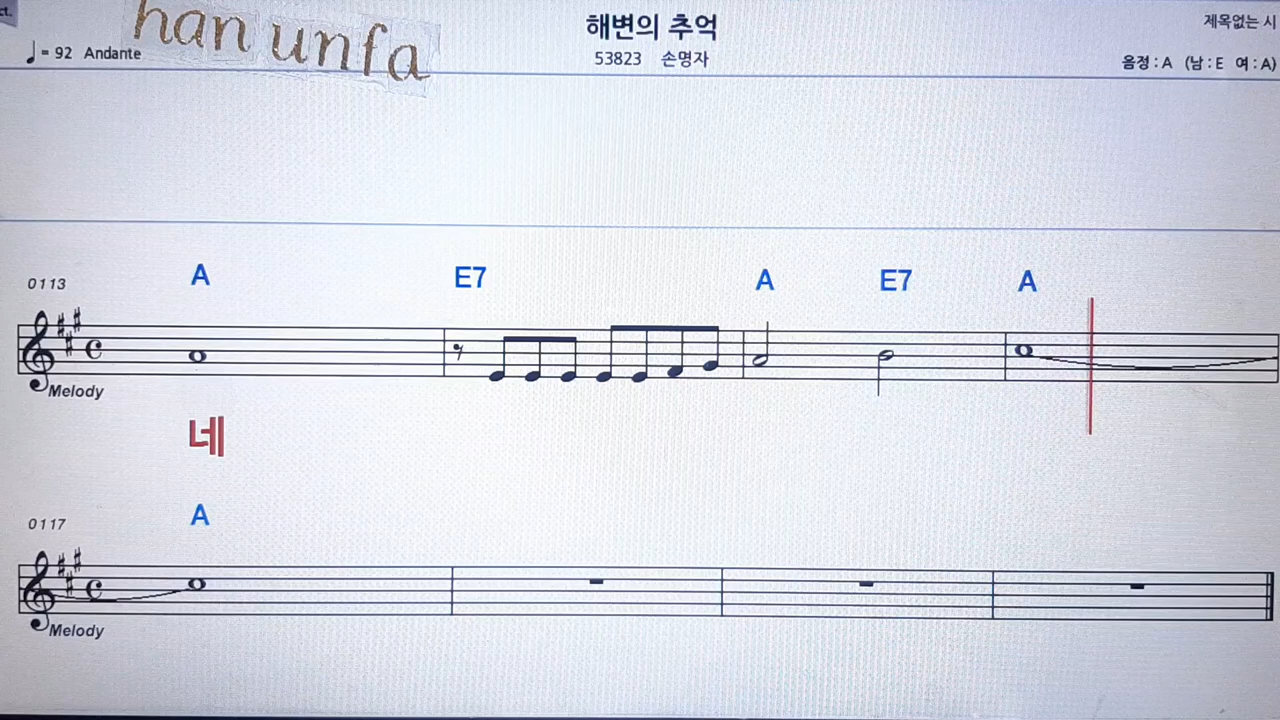 ct.
han unfa
해변의 추억
제목없는 시
♩= 92 Andante
53823 손명자
음정 : A (남 : E 여 : A)
0113
A E7 A E7 A
Melody
네
0117
A
Melody